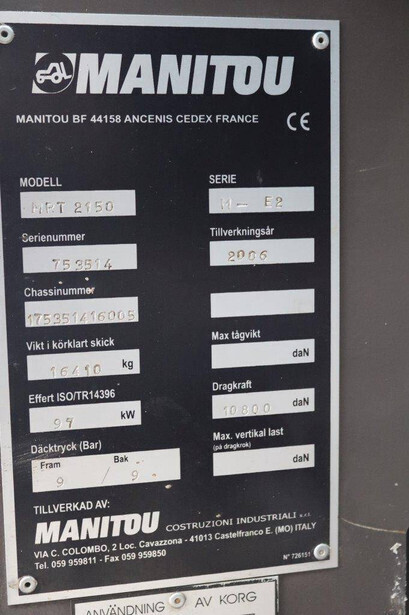 MANITOU
MANITOU BF 44158 ANCENIS CEDEX FRANCE CE
MODELL SERIE
MRT 2150 M- E2
Serienummer Tillverkningsår
753514 2006
Chassinummer
175351416005
Vikt i körklart skick Max tågvikt
16410 kg daN
Effert ISO/TR14396 Dragkraft
97 kW 10800 daN
Däcktryck (Bar) Max. vertikal last
(på dragkrok)
Fram Bak daN
9 / 9
TILLVERKAD AV:
MANITOU COSTRUZIONI INDUSTRIALI s.r.l.
VIA C. COLOMBO, 2 Loc. Cavazzona - 41013 Castelfranco E. (MO) ITALY
Tel. 059 959811 - Fax 059 959850
N° 726151
ANVÄNDNING AV KORG